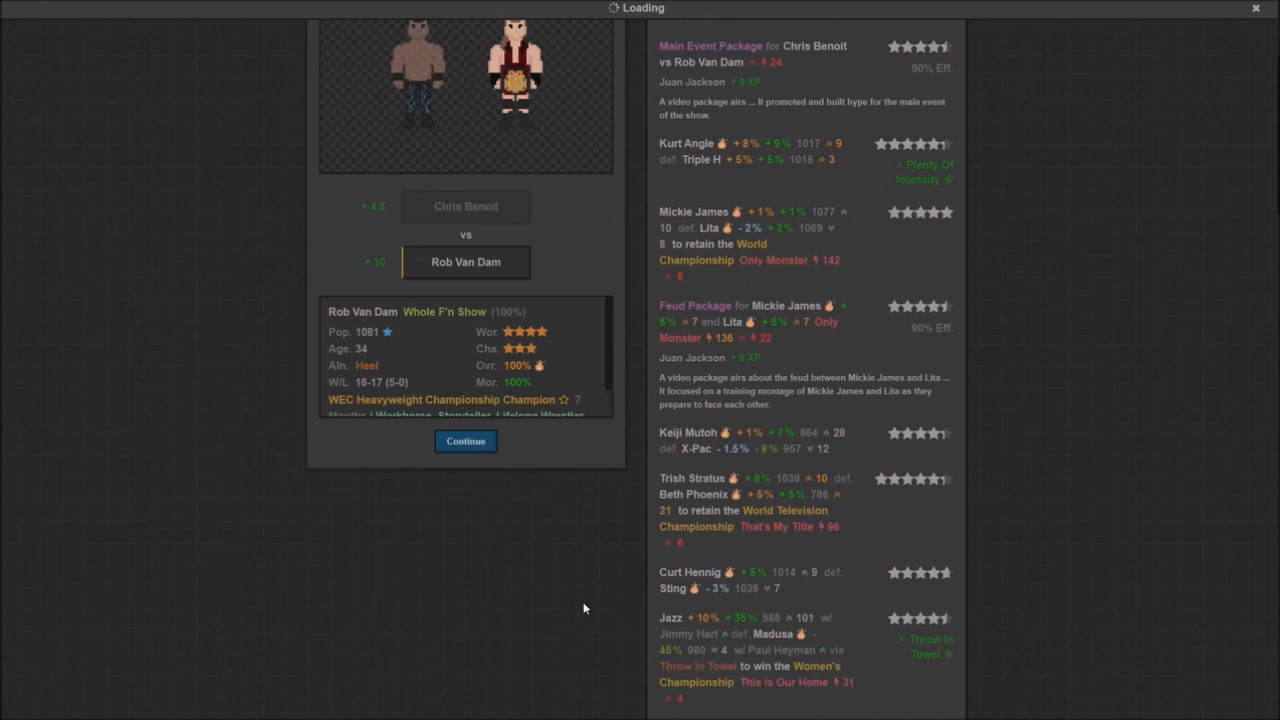 Loading
+ 4.5 Chris Benoit
vs
+ 10 Rob Van Dam
Rob Van Dam Whole F'n Show (100%)
Pop. 1081 Wor.
Age. 34 Cha.
Aln. Heel Ovr. 100%
W/L 16-17 (5-0) Mor. 100%
WEC Heavyweight Championship Champion 7
Months | Workhorse, Storyteller, Lifelong Wrestler,
Continue
Main Event Package for Chris Benoit
vs Rob Van Dam 24
90% Eff.
Juan Jackson + 9 XP
A video package airs ... It promoted and built hype for the main event
of the show.
Kurt Angle + 8% + 9% 1017 9
def. Triple H + 5% + 5% 1018 3
Plenty Of
Intensity
Mickie James + 1% + 1% 1077
10 def. Lita - 2% + 2% 1069
8 to retain the World
Championship Only Monster 142
6
Feud Package for Mickie James +
5% 7 and Lita + 5% 7 Only
Monster 136 22
90% Eff.
Juan Jackson + 9 XP
A video package airs about the feud between Mickie James and Lita ...
It focused on a training montage of Mickie James and Lita as they
prepare to face each other.
Keiji Mutoh + 1% + 7% 864 28
def. X-Pac - 1.5% - 8% 957 12
Trish Stratus + 8% 1039 10 def.
Beth Phoenix + 5% + 5% 786
21 to retain the World Television
Championship That's My Title 96
6
Curt Hennig + 5% 1014 9 def.
Sting - 3% 1039 7
Jazz + 10% + 35% 586 101 w/
Jimmy Hart def. Madusa -
45% 980 4 w/ Paul Heyman via
Throw In Towel to win the Women's
Championship This Is Our Home 31
4
Throw In
Towel